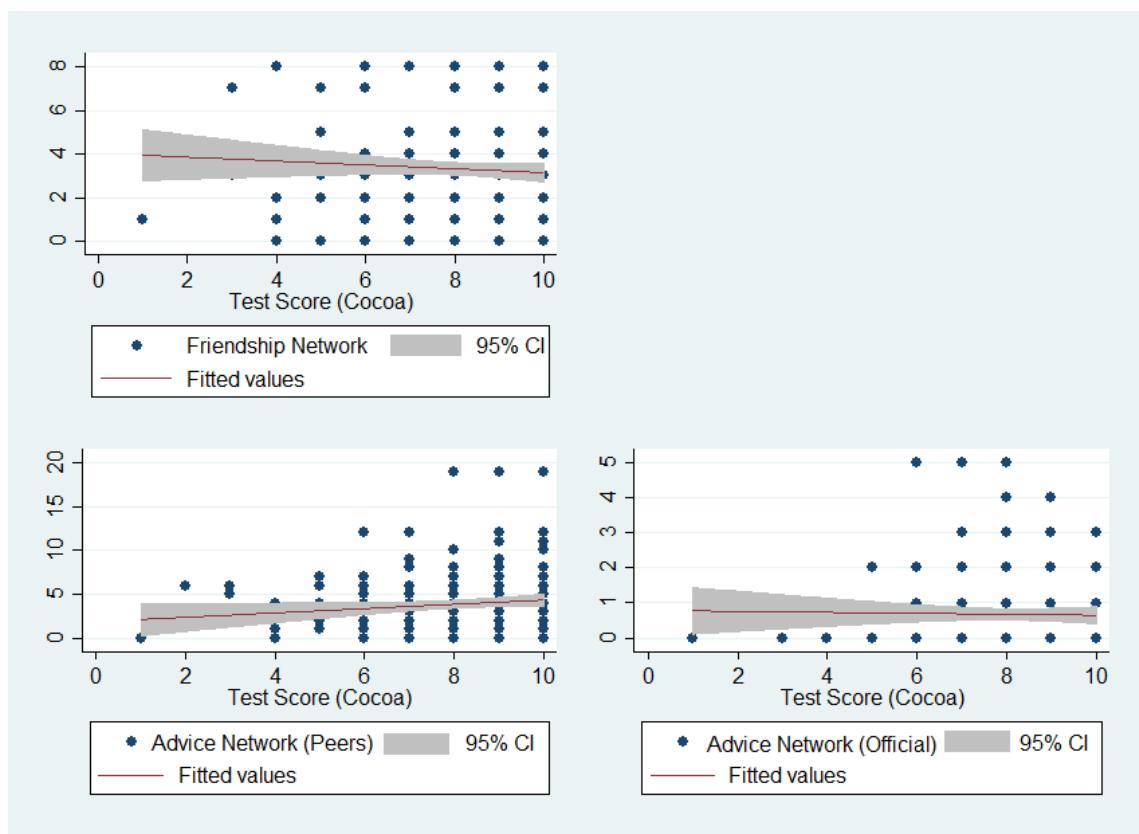 8
6
4
2
0
0 2 4 6 8 10
Test Score (Cocoa)
Friendship Network 95% CI
Fitted values
20
15
10
5
0
0 2 4 6 8 10
Test Score (Cocoa)
Advice Network (Peers) 95% CI
Fitted values
5
4
3
2
1
0
0 2 4 6 8 10
Test Score (Cocoa)
Advice Network (Official) 95% CI
Fitted values